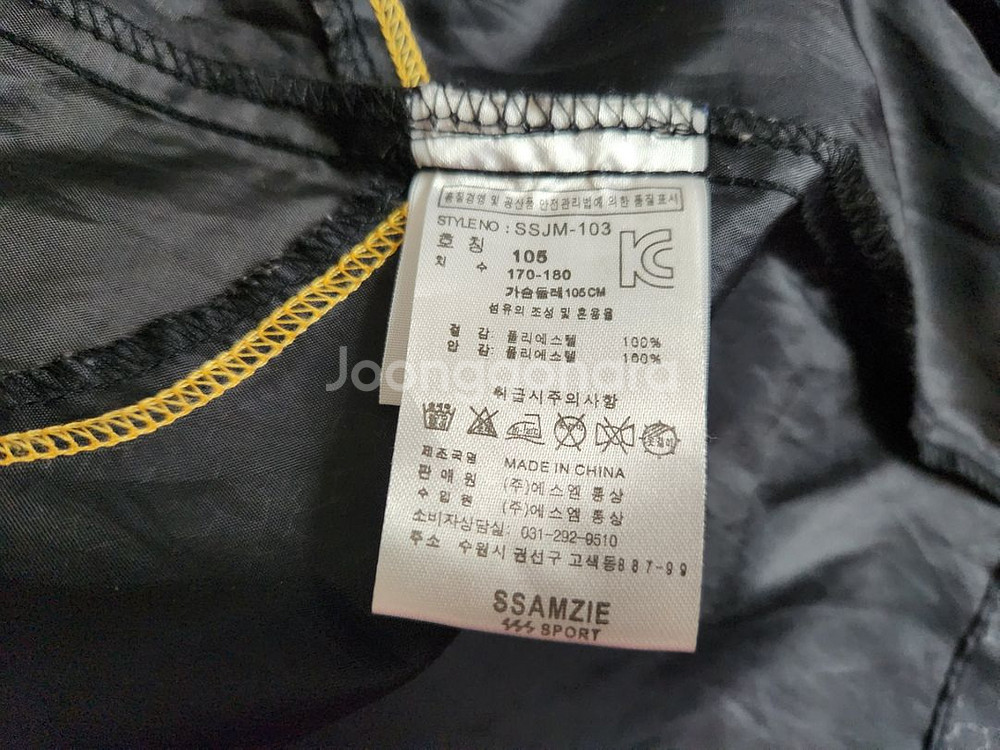 품질경영 및 공산품 안전관리법에 의한 품질표시
STYLE NO : SSJM-103
호 칭 105
치 수 170-180
가슴둘레 105CM
섬유의 조성 및 혼용율
겉 감: 폴리에스텔 100%
안 감: 폴리에스텔 100%
Joonggonara
취급시주의사항
제조국명 MADE IN CHINA
판 매 원 (주)에스엠 통상
수 입 원 (주)에스엠 통상
소비자상담실: 031-292-9510
주소 수원시 권선구 고색동887-99
SSAMZIE
SPORT